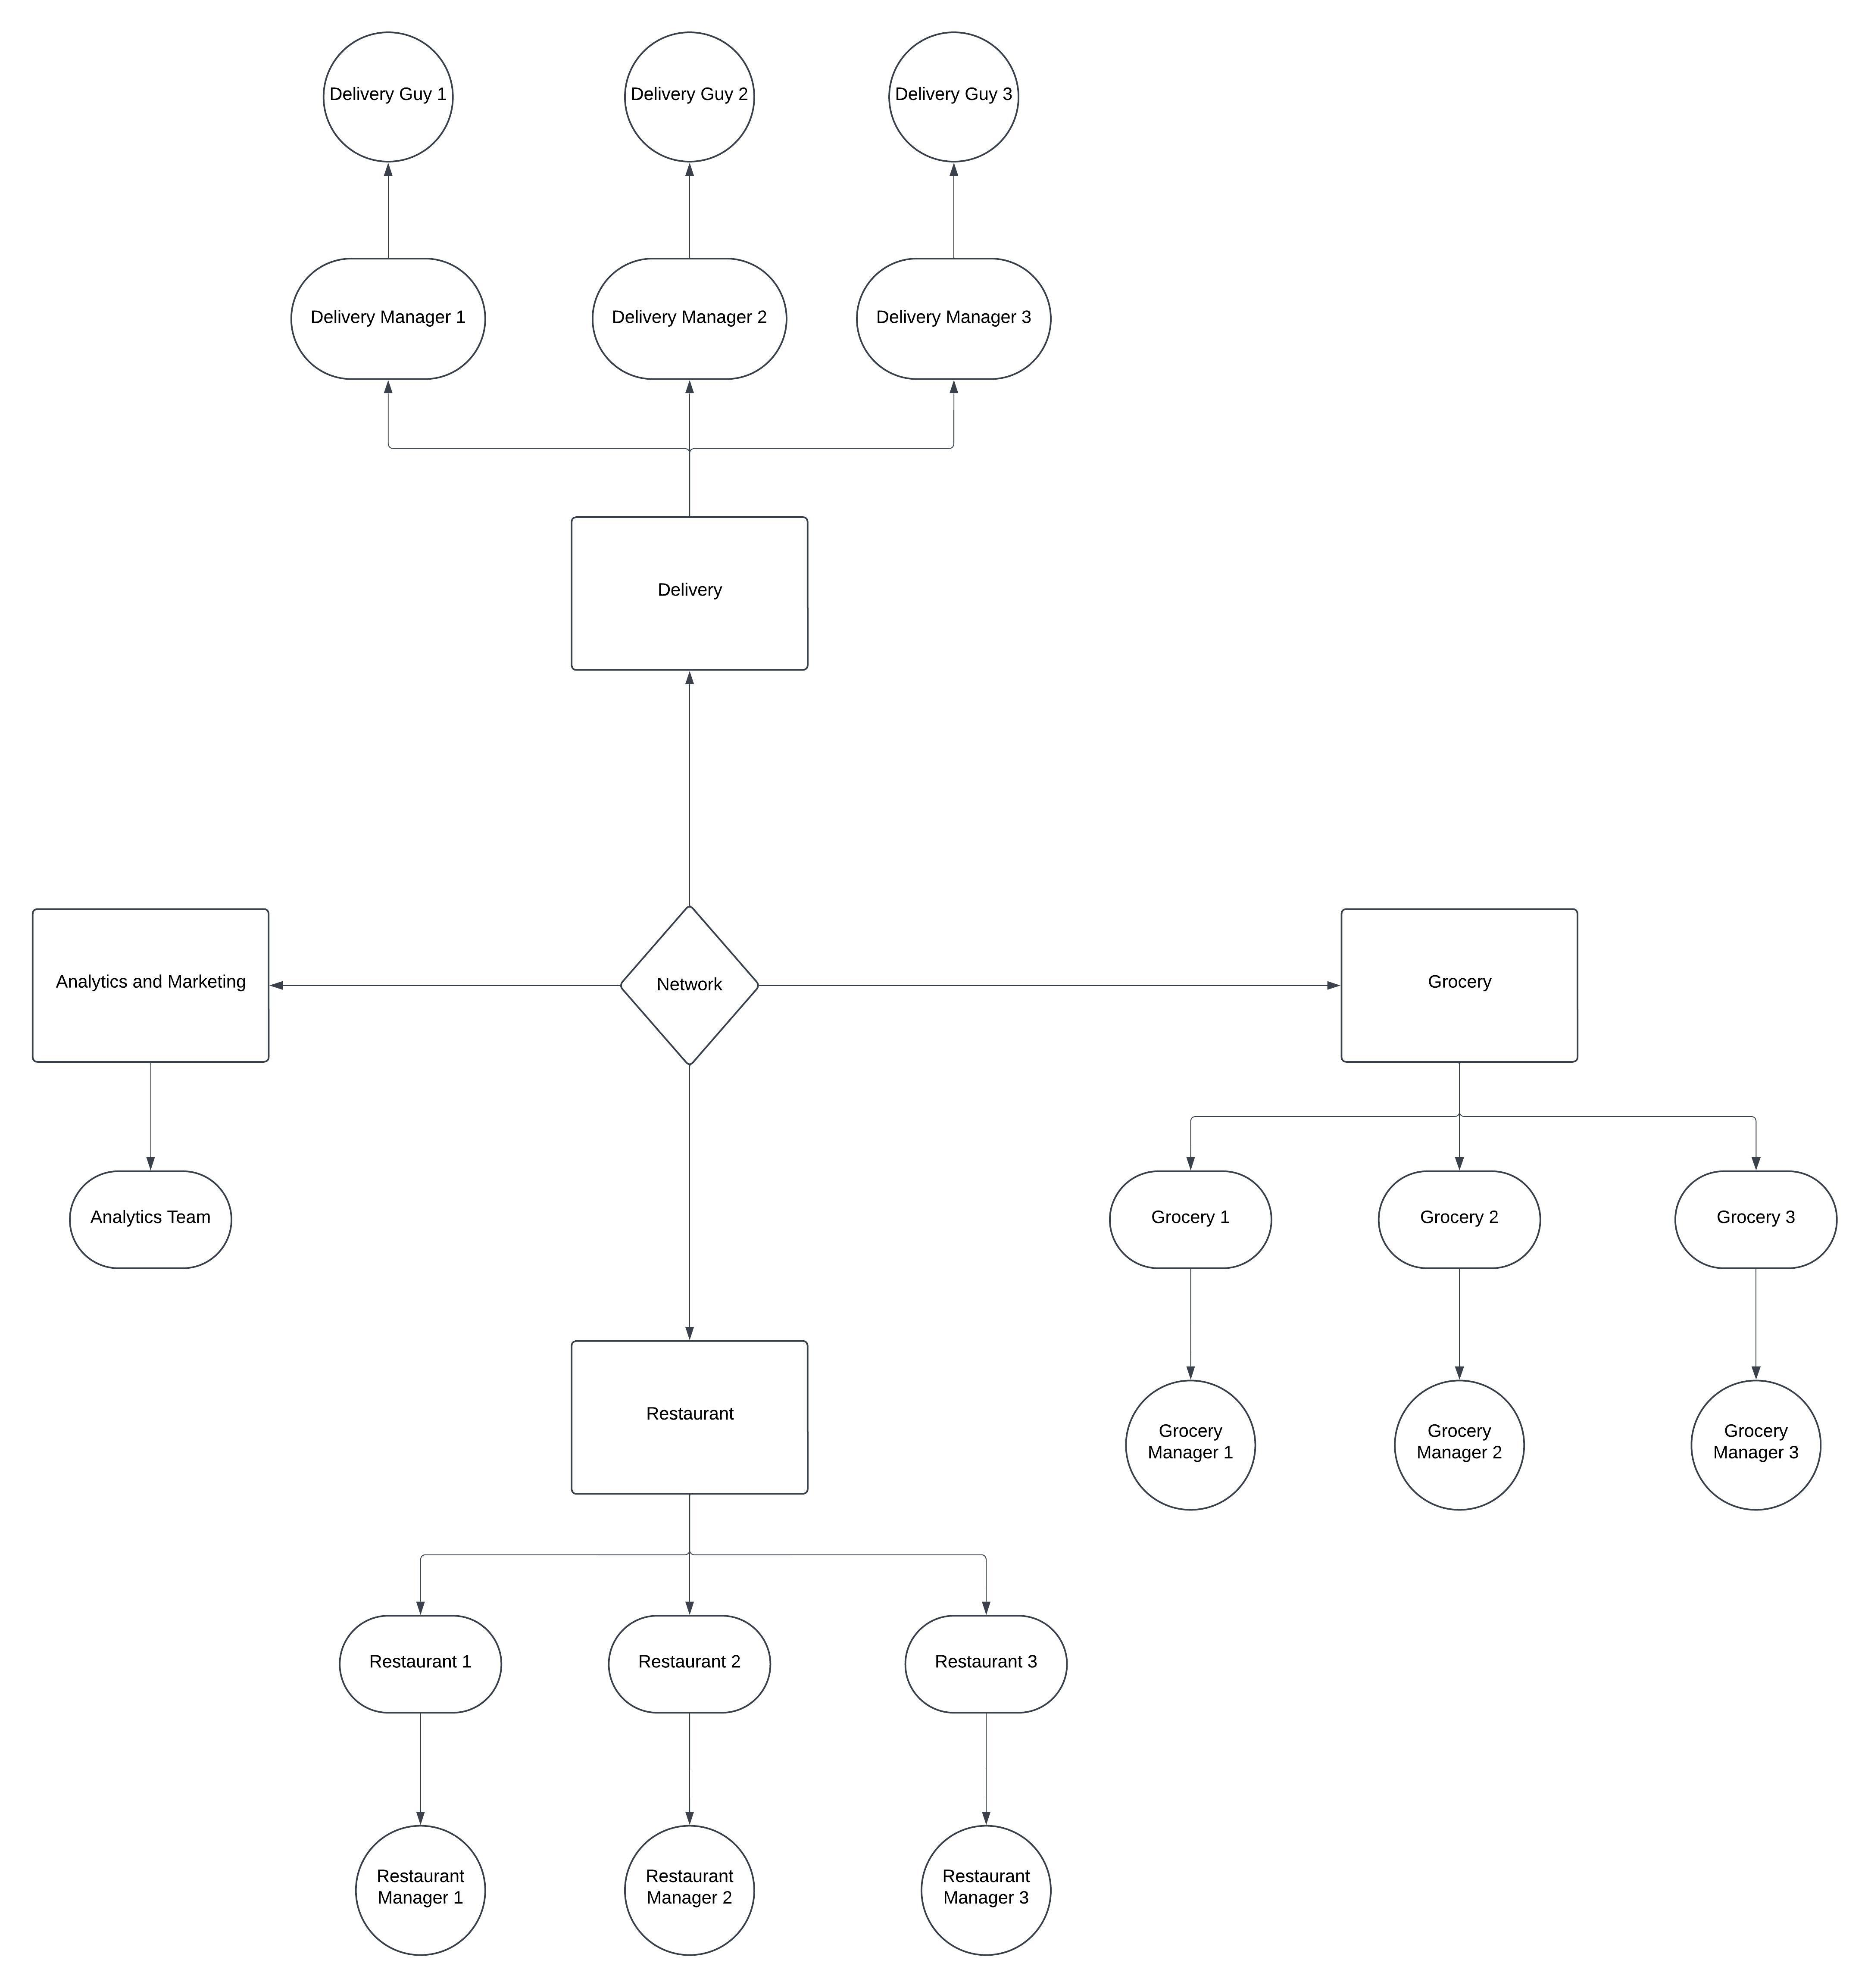 Delivery Guy 1
Delivery Guy 2
Delivery Guy 3
Delivery Manager 1
Delivery Manager 2
Delivery Manager 3
Delivery
Analytics and Marketing
Network
Grocery
Analytics Team
Grocery 1
Grocery 2
Grocery 3
Restaurant
Grocery
Manager 1
Grocery
Manager 2
Grocery
Manager 3
Restaurant 1
Restaurant 2
Restaurant 3
Restaurant
Manager 1
Restaurant
Manager 2
Restaurant
Manager 3